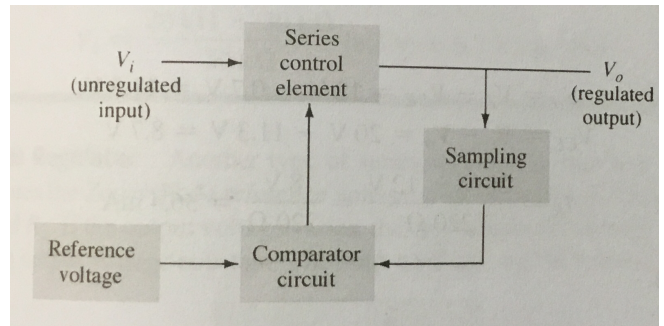 Series
control
element
V_i
(unregulated
input)
V_o
(regulated
output)
Sampling
circuit
Reference
voltage
Comparator
circuit